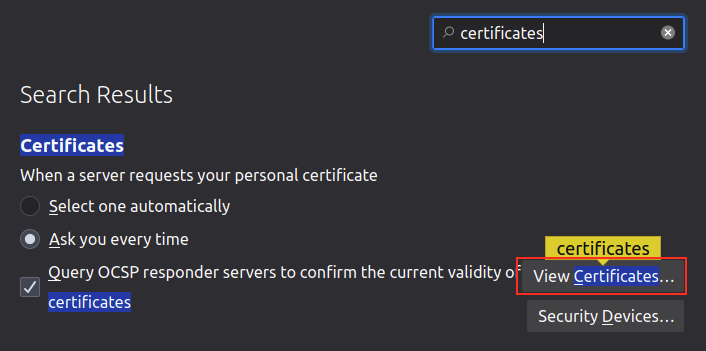 certificates
Search Results
Certificates
When a server requests your personal certificate
Select one automatically
Ask you every time
Query OCSP responder servers to confirm the current validity of
certificates
certificates
View Certificates...
Security Devices...